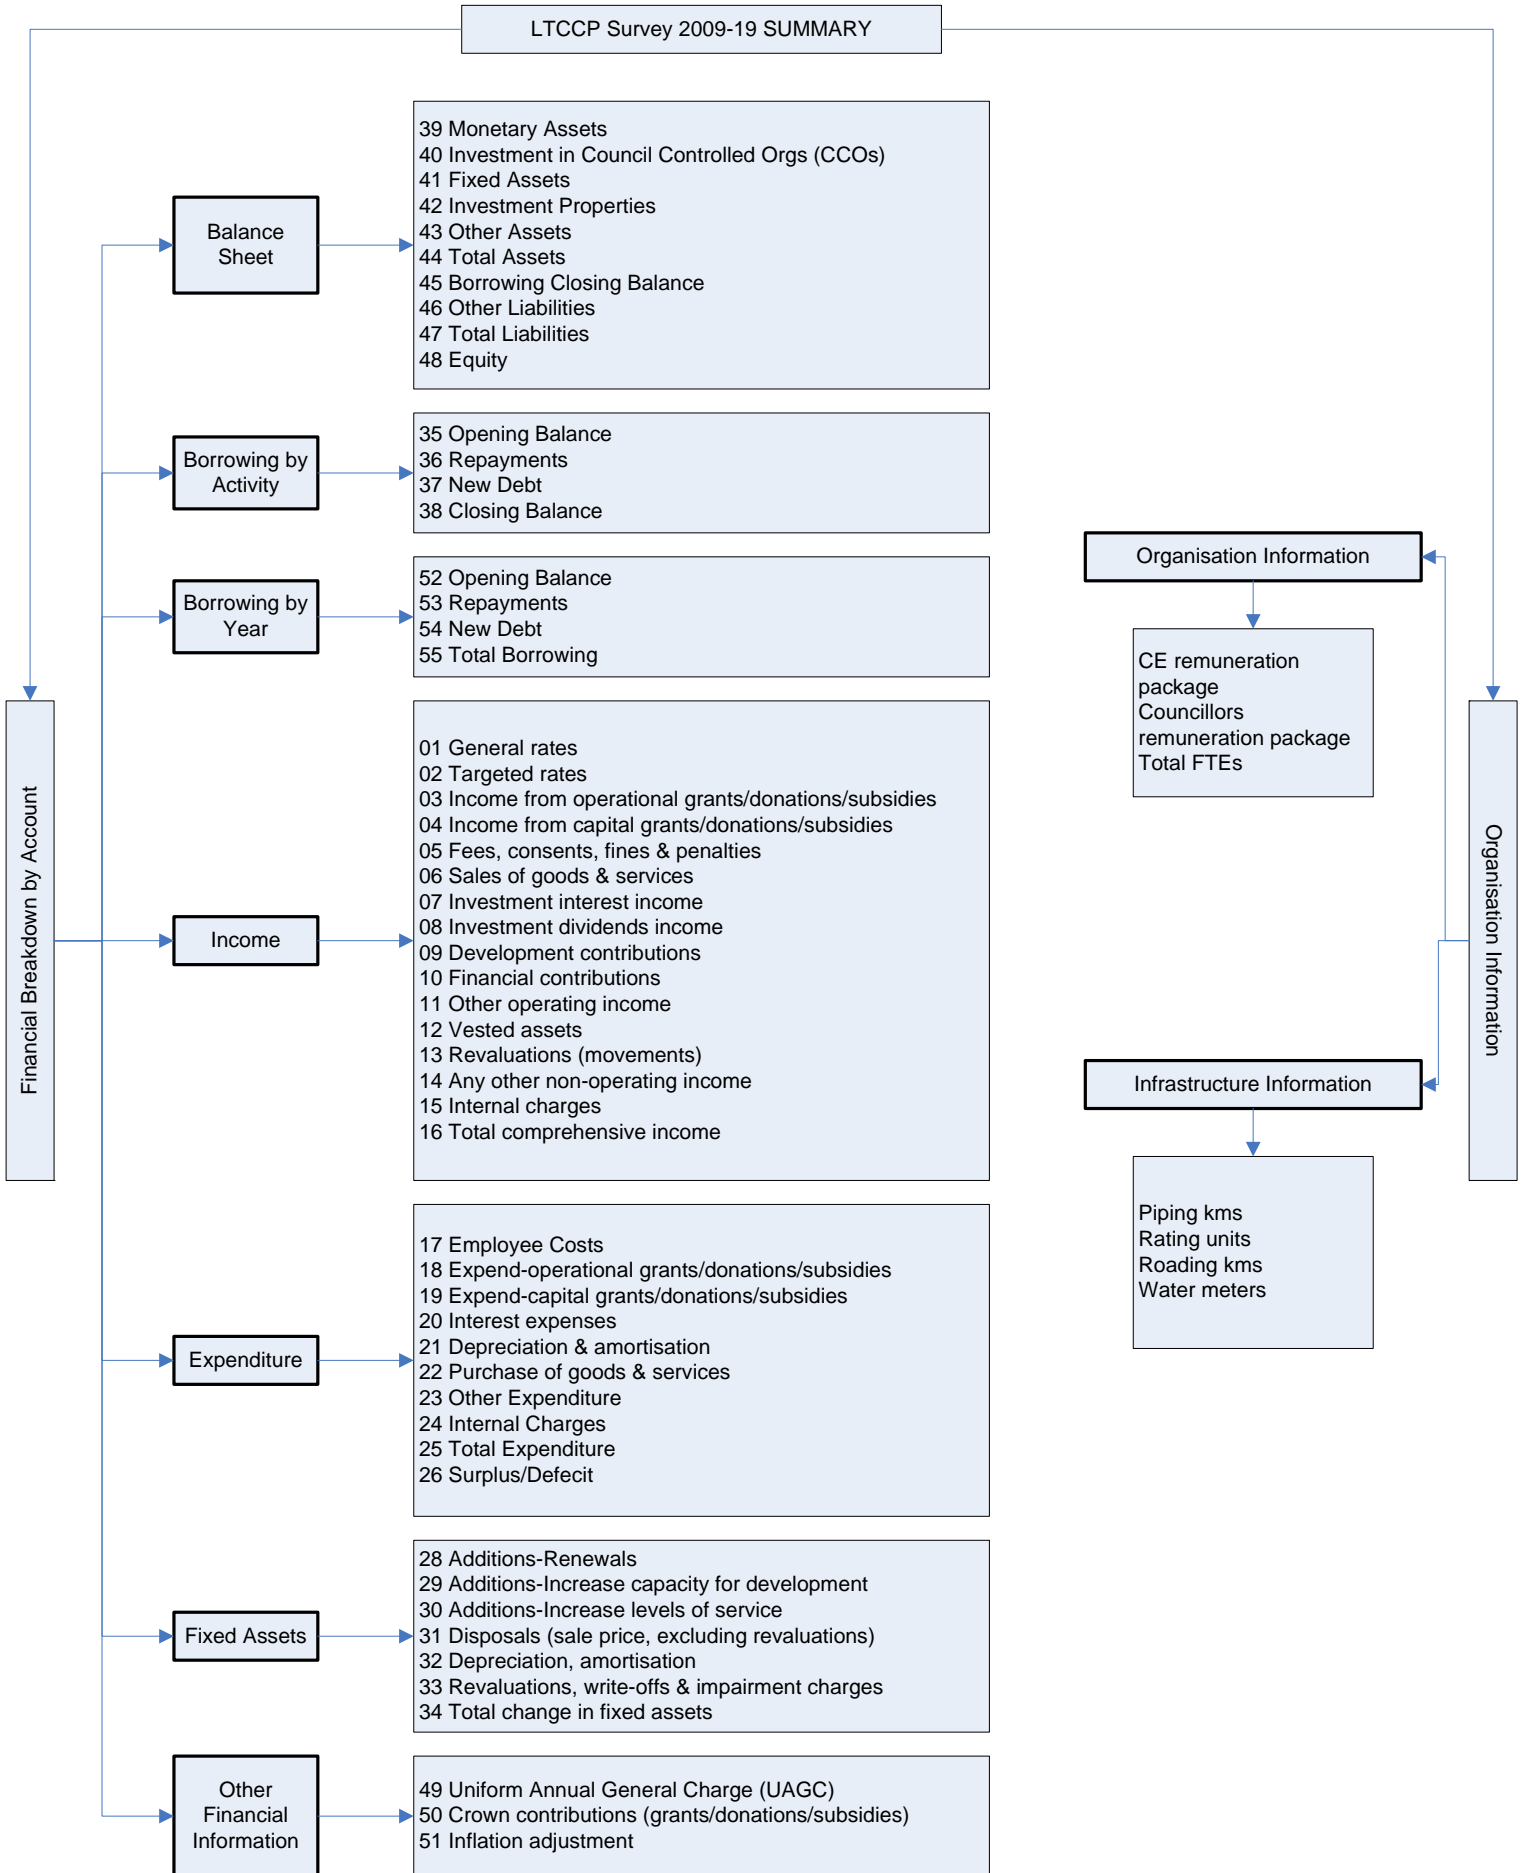 LTCCP Survey 2009-19 SUMMARY
Financial Breakdown by Account
Balance
Sheet
39 Monetary Assets
40 Investment in Council Controlled Orgs (CCOs)
41 Fixed Assets
42 Investment Properties
43 Other Assets
44 Total Assets
45 Borrowing Closing Balance
46 Other Liabilities
47 Total Liabilities
48 Equity
Borrowing by
Activity
35 Opening Balance
36 Repayments
37 New Debt
38 Closing Balance
Borrowing by
Year
52 Opening Balance
53 Repayments
54 New Debt
55 Total Borrowing
Income
01 General rates
02 Targeted rates
03 Income from operational grants/donations/subsidies
04 Income from capital grants/donations/subsidies
05 Fees, consents, fines & penalties
06 Sales of goods & services
07 Investment interest income
08 Investment dividends income
09 Development contributions
10 Financial contributions
11 Other operating income
12 Vested assets
13 Revaluations (movements)
14 Any other non-operating income
15 Internal charges
16 Total comprehensive income
Expenditure
17 Employee Costs
18 Expend-operational grants/donations/subsidies
19 Expend-capital grants/donations/subsidies
20 Interest expenses
21 Depreciation & amortisation
22 Purchase of goods & services
23 Other Expenditure
24 Internal Charges
25 Total Expenditure
26 Surplus/Defecit
Fixed Assets
28 Additions-Renewals
29 Additions-Increase capacity for development
30 Additions-Increase levels of service
31 Disposals (sale price, excluding revaluations)
32 Depreciation, amortisation
33 Revaluations, write-offs & impairment charges
34 Total change in fixed assets
Other
Financial
Information
49 Uniform Annual General Charge (UAGC)
50 Crown contributions (grants/donations/subsidies)
51 Inflation adjustment
Organisation Information
Organisation Information
CE remuneration
package
Councillors
remuneration package
Total FTEs
Infrastructure Information
Piping kms
Rating units
Roading kms
Water meters